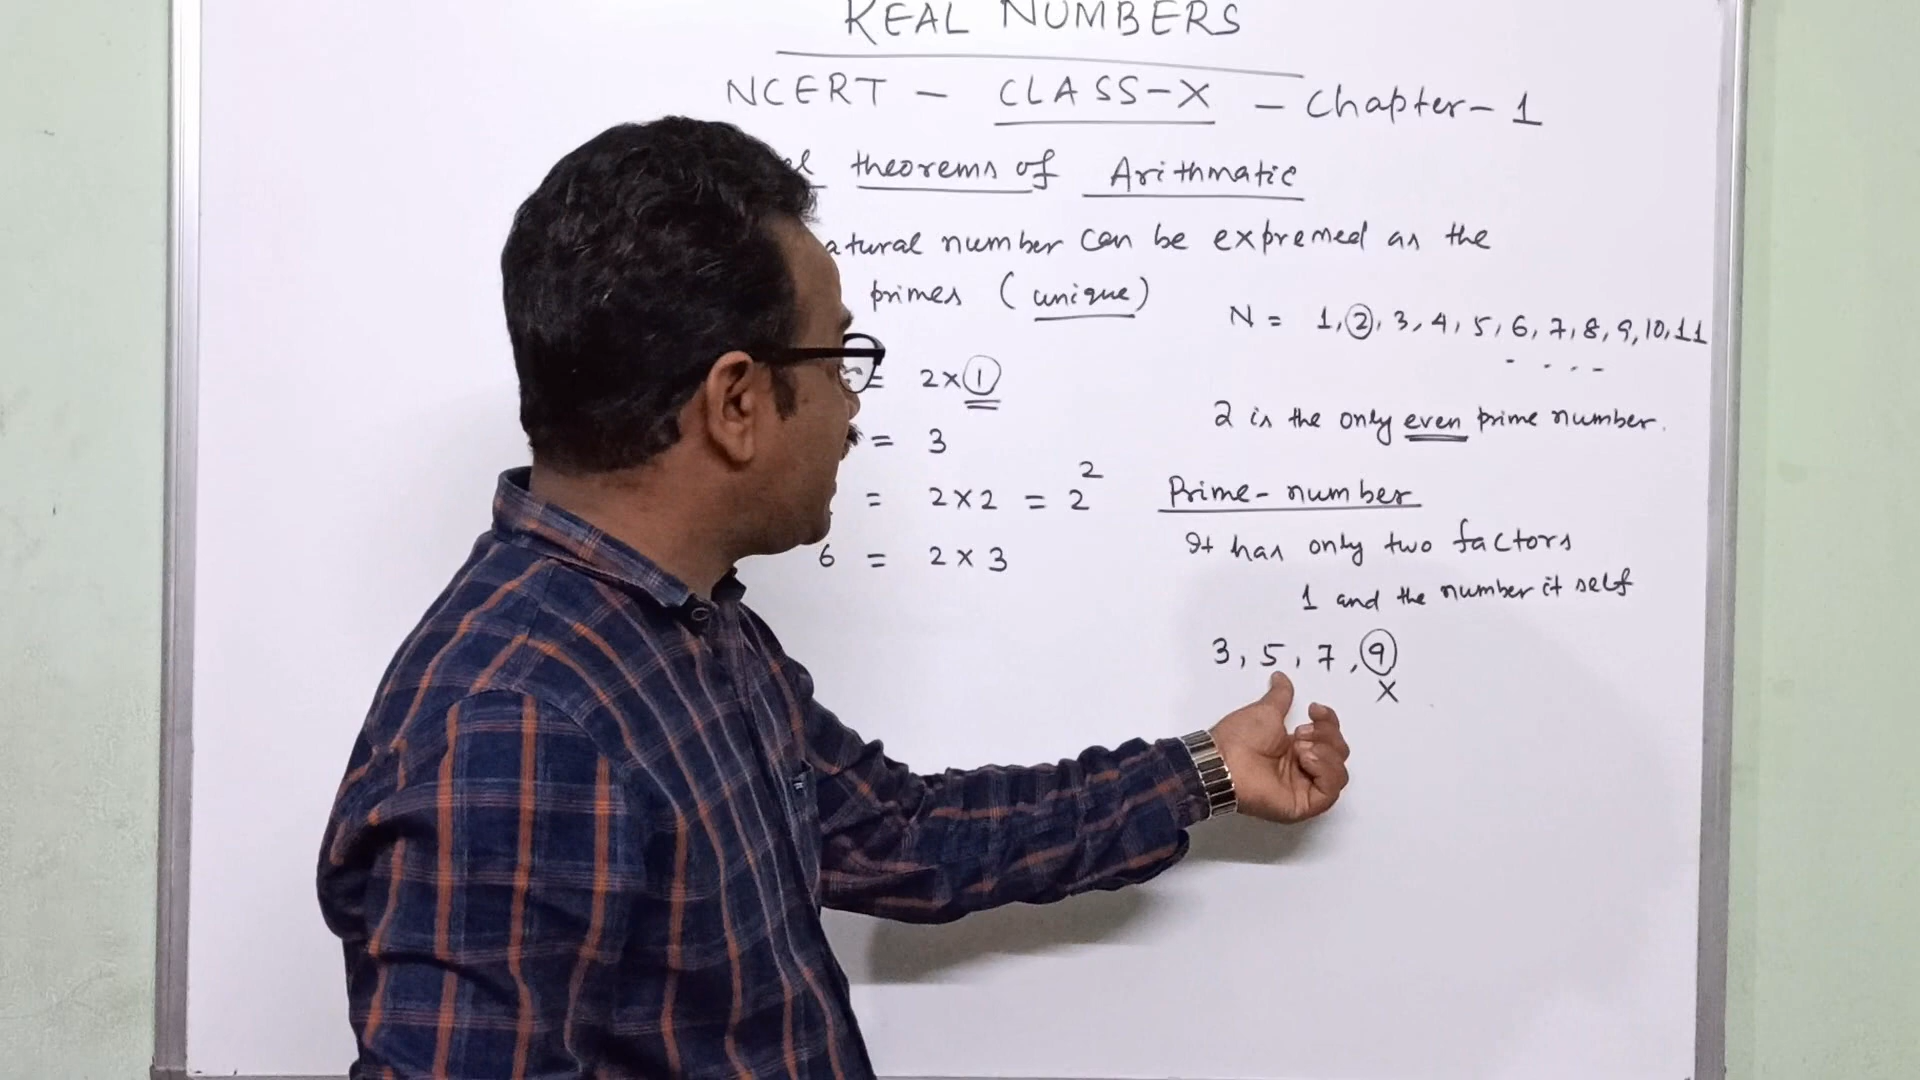 REAL NUMBERS
NCERT - CLASS-X - Chapter-1
theorems of Arithmatic
natural number can be expressed as the
primes (unique)
N = 1, 2, 3, 4, 5, 6, 7, 8, 9, 10, 11
- . . -
= 2 × 1
= 3
= 2 × 2 = 2²
6 = 2 × 3
2 is the only even prime number.
Prime-number
It has only two factors
1 and the number it self
3, 5, 7, 9
×